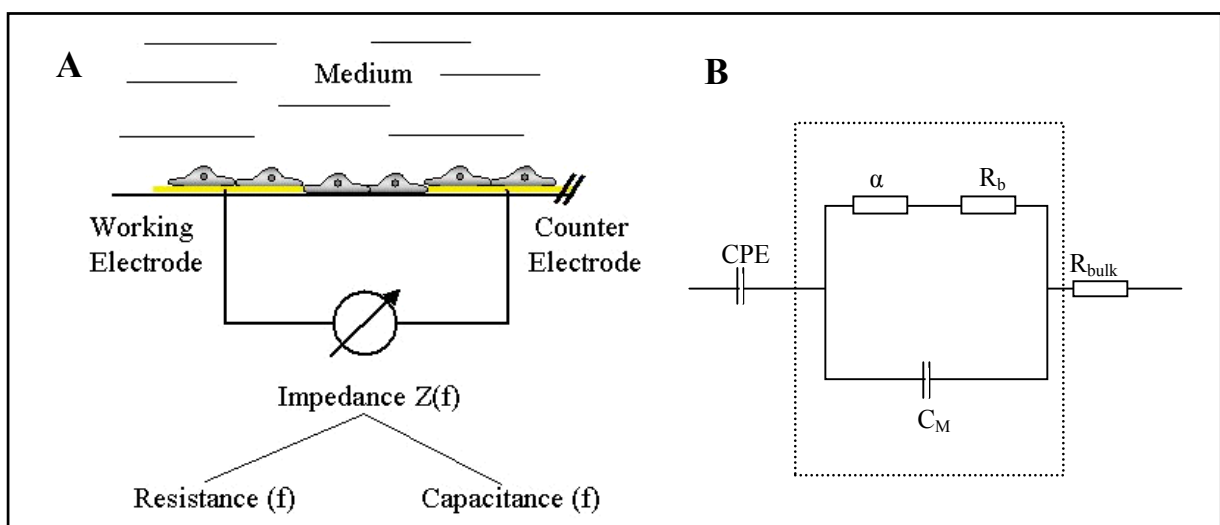 A
Medium
Working
Electrode
Counter
Electrode
Impedance Z(f)
Resistance (f)
Capacitance (f)
B
α
R_b
CPE
R_bulk
C_M